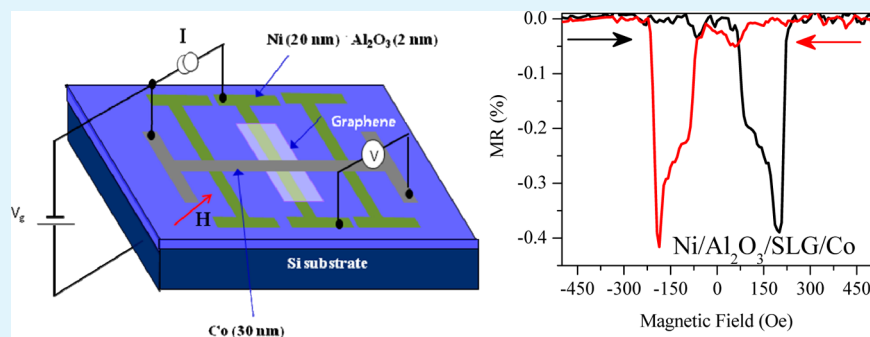 I
Ni (20 nm) Al2O3 (2 nm)
Graphene
V
Vg
H
Si substrate
Co (30 nm)
MR (%)
0.0
-0.1
-0.2
-0.3
-0.4
Ni/Al2O3/SLG/Co
-450 -300 -150 0 150 300 450
Magnetic Field (Oe)